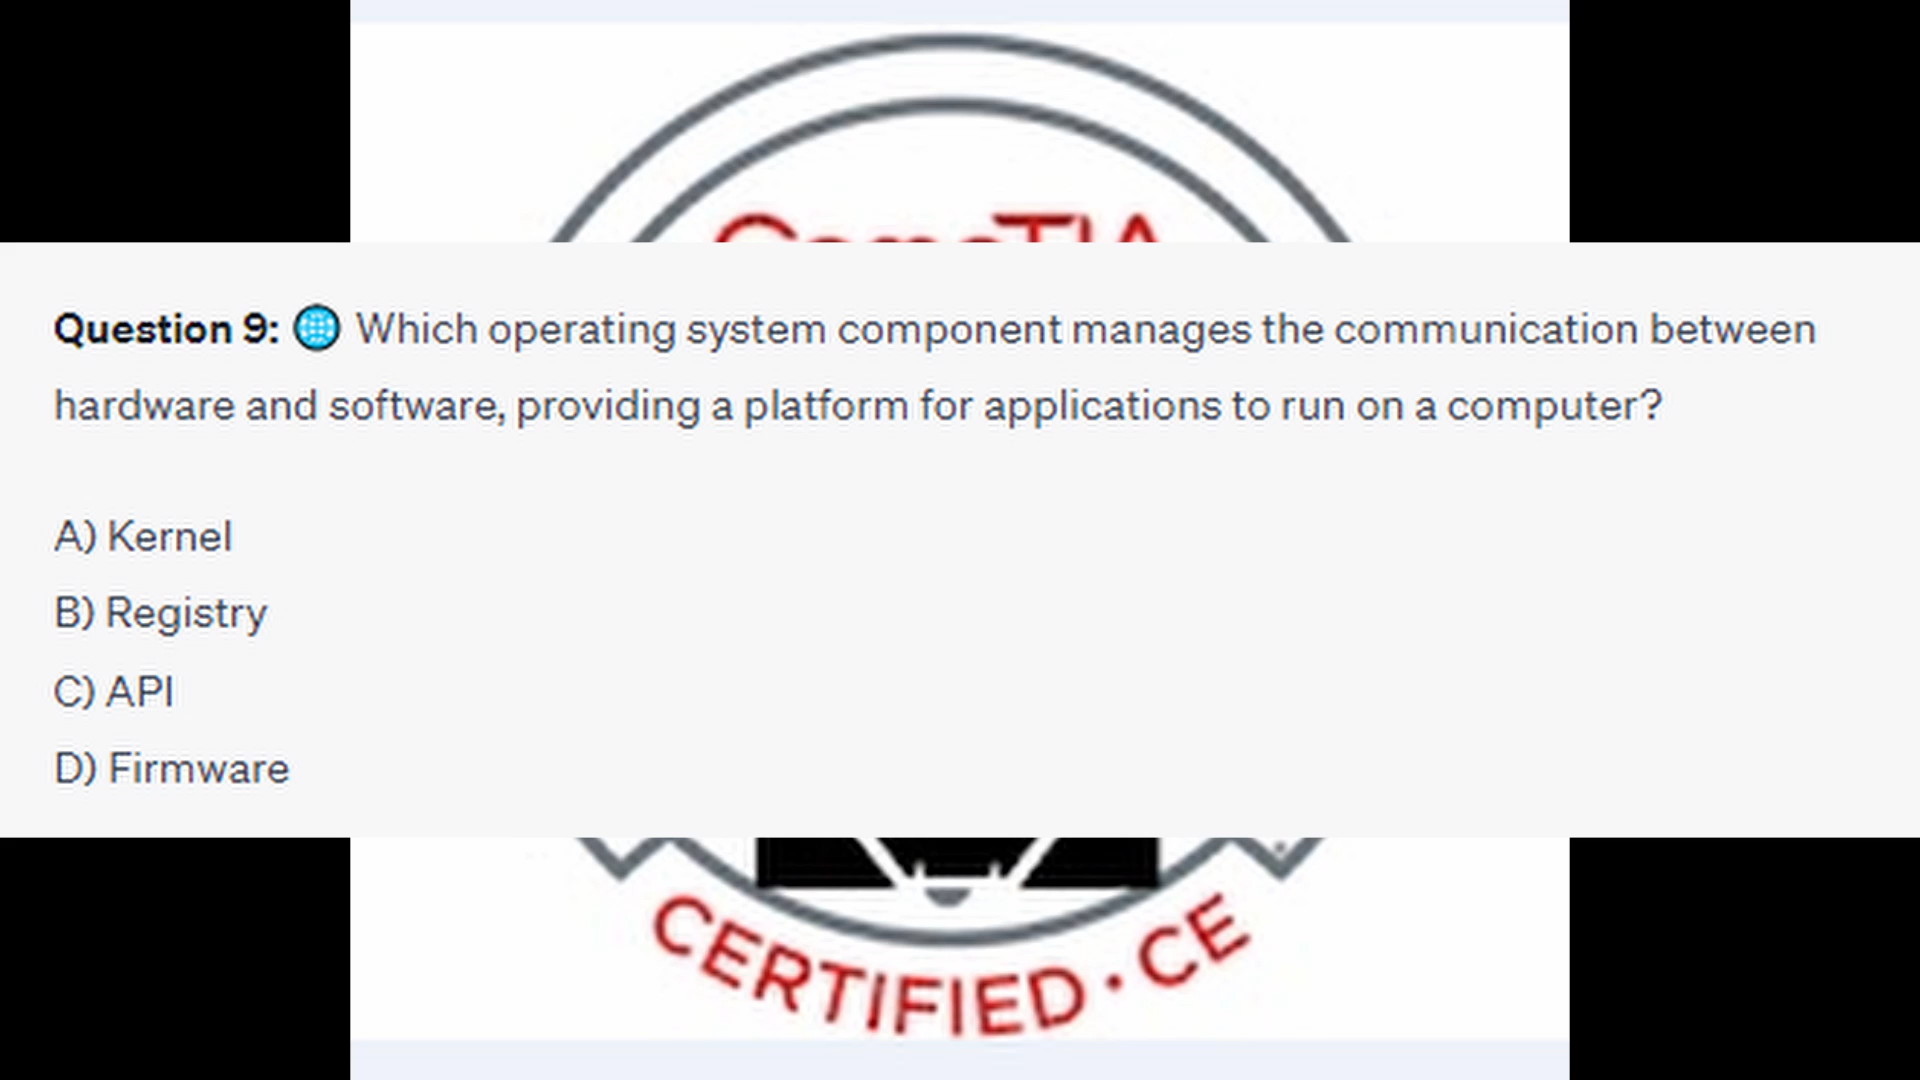 CompTIA
Question 9: 🌐 Which operating system component manages the communication between
hardware and software, providing a platform for applications to run on a computer?
A) Kernel
B) Registry
C) API
D) Firmware
CERTIFIED · CE